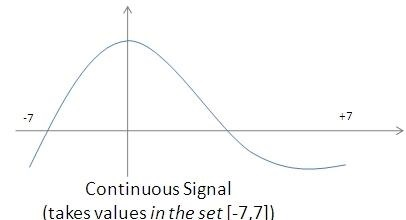 -7
+7
Continuous Signal
(takes values in the set [-7,7])